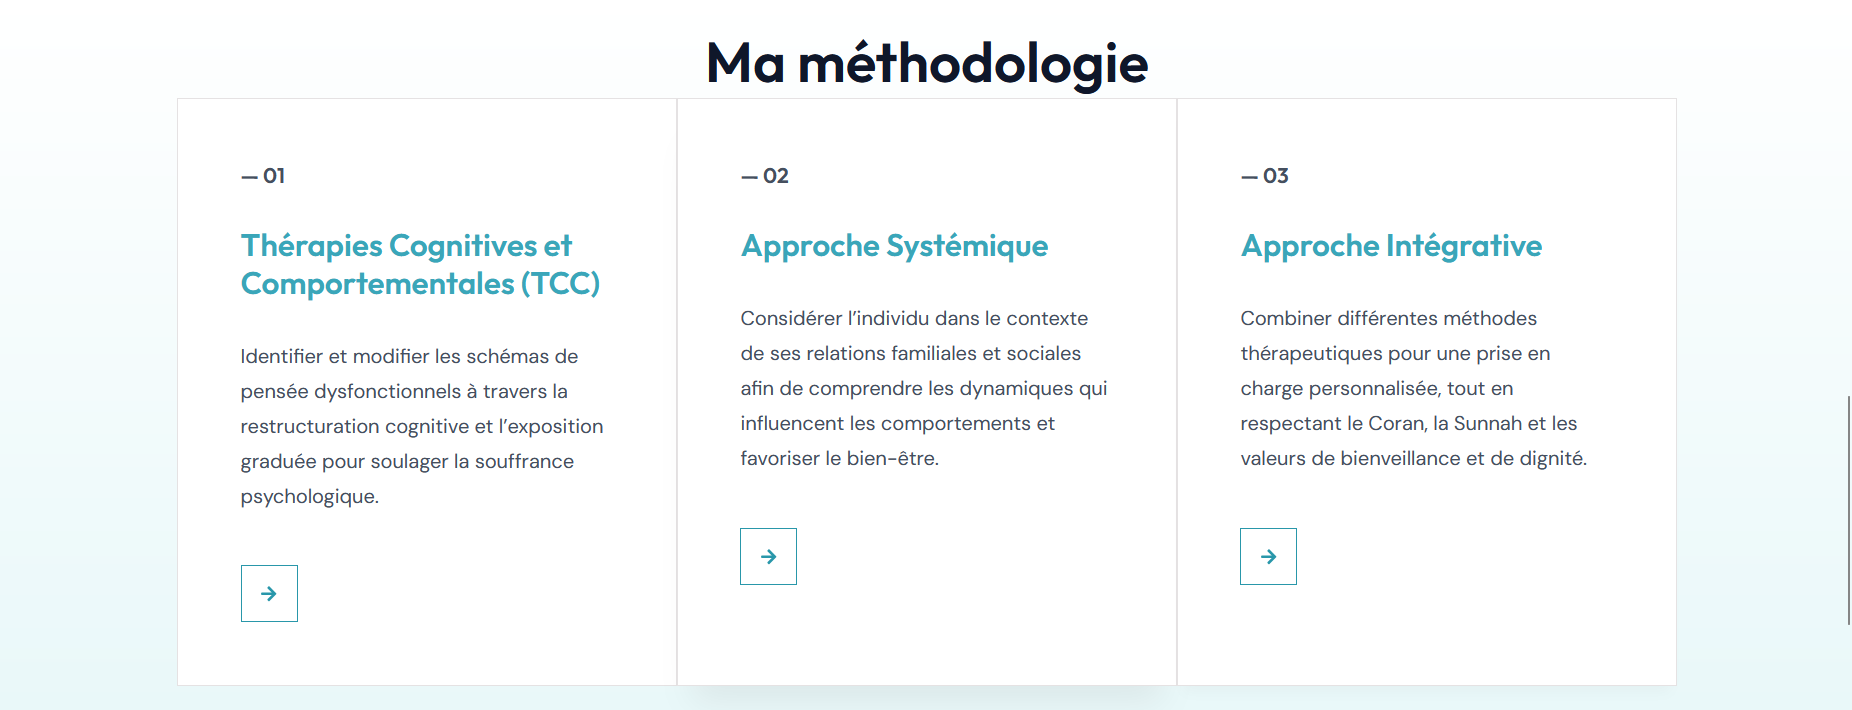 Ma méthodologie
— 01
Thérapies Cognitives et
Comportementales (TCC)
Identifier et modifier les schémas de
pensée dysfonctionnels à travers la
restructuration cognitive et l’exposition
graduée pour soulager la souffrance
psychologique.
— 02
Approche Systémique
Considérer l’individu dans le contexte
de ses relations familiales et sociales
afin de comprendre les dynamiques qui
influencent les comportements et
favoriser le bien-être.
— 03
Approche Intégrative
Combiner différentes méthodes
thérapeutiques pour une prise en
charge personnalisée, tout en
respectant le Coran, la Sunnah et les
valeurs de bienveillance et de dignité.